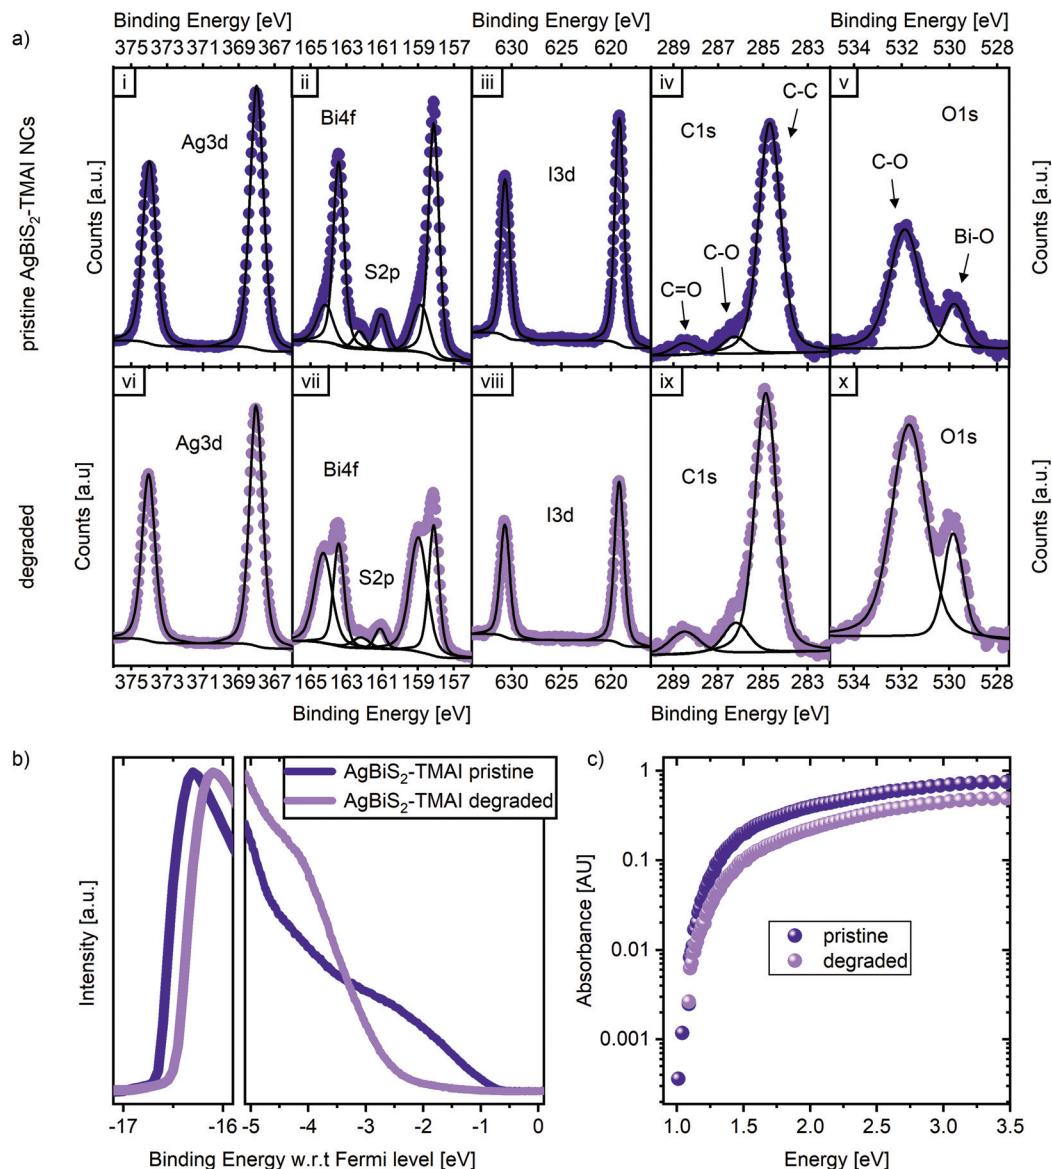 a)
Binding Energy [eV]
Binding Energy [eV]
375 373 371 369 367 165 163 161 159 157 630 625 620 289 287 285 283 534 532 530 528
pristine AgBiS2-TMAI NCs
Counts [a.u.]
i
Ag3d
ii
Bi4f
S2p
iii
I3d
iv
C1s
C-C
C-O
C=O
v
O1s
C-O
Bi-O
Counts [a.u.]
degraded
Counts [a.u.]
vi
Ag3d
vii
Bi4f
S2p
viii
I3d
ix
C1s
x
O1s
Counts [a.u.]
375 373 371 369 367 165 163 161 159 157 630 625 620 289 287 285 283 534 532 530 528
Binding Energy [eV]
Binding Energy [eV]
b)
AgBiS2-TMAI pristine
AgBiS2-TMAI degraded
Intensity [a.u.]
-17 -16 -5 -4 -3 -2 -1 0
Binding Energy w.r.t Fermi level [eV]
c)
1
0.1
0.01
0.001
Absorbance [AU]
pristine
degraded
1.0 1.5 2.0 2.5 3.0 3.5
Energy [eV]